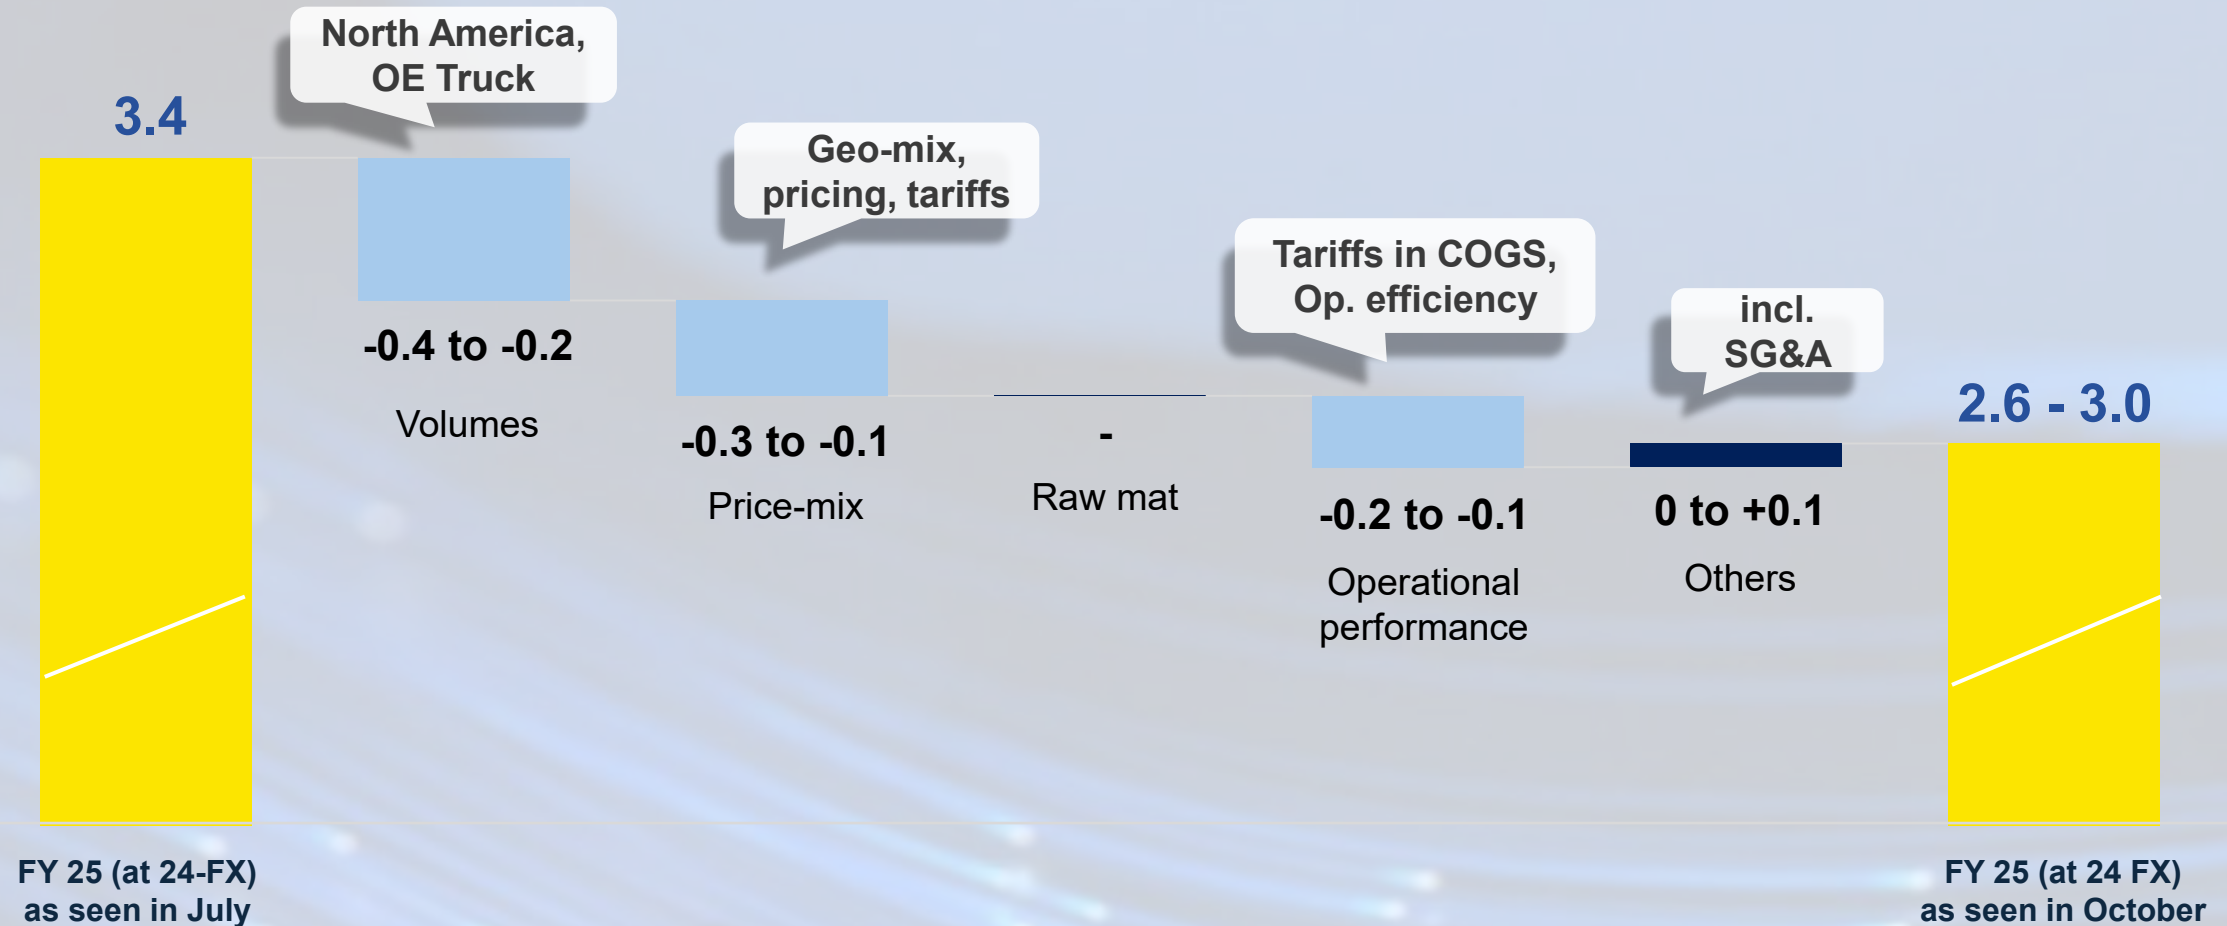 North America,
OE Truck
3.4
Geo-mix,
pricing, tariffs
Tariffs in COGS,
Op. efficiency
incl.
SG&A
2.6 - 3.0
-0.4 to -0.2
Volumes
-0.3 to -0.1
Price-mix
-
Raw mat
-0.2 to -0.1
Operational
performance
0 to +0.1
Others
FY 25 (at 24-FX)
as seen in July
FY 25 (at 24 FX)
as seen in October